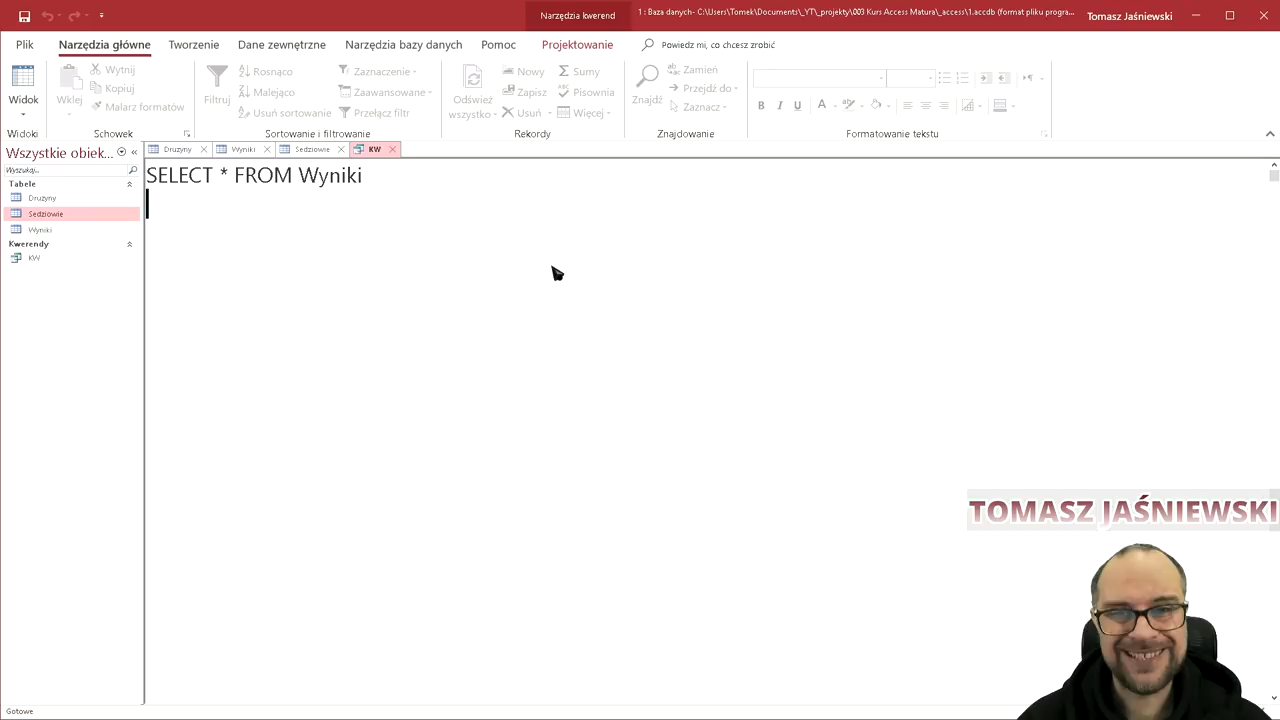 Narzędzia kwerend
1 : Baza danych- C:\Users\Tomek\Documents\_YT\_projekty\003 Kurs Access Matura\_access\1.accdb (format pliku progra...
Tomasz Jaśniewski
Plik
Narzędzia główne
Tworzenie
Dane zewnętrzne
Narzędzia bazy danych
Pomoc
Projektowanie
Powiedz mi, co chcesz zrobić
Widok
Widoki
Wklej
Wytnij
Kopiuj
Malarz formatów
Schowek
Filtruj
Rosnąco
Malejąco
Usuń sortowanie
Zaznaczenie
Zaawansowane
Przełącz filtr
Sortowanie i filtrowanie
Odśwież
wszystko
Nowy
Zapisz
Usuń
Sumy
Pisownia
Więcej
Rekordy
Znajdź
Zamień
Przejdź do
Zaznacz
Znajdowanie
B I U A
Formatowanie tekstu
Wszystkie obiek...
Wyszukaj...
Tabele
Druzyny
Sedziowie
Wyniki
Kwerendy
KW
Druzyny
Wyniki
Sedziowie
KW
SELECT * FROM Wyniki
TOMASZ JAŚNIEWSKI
Gotowe